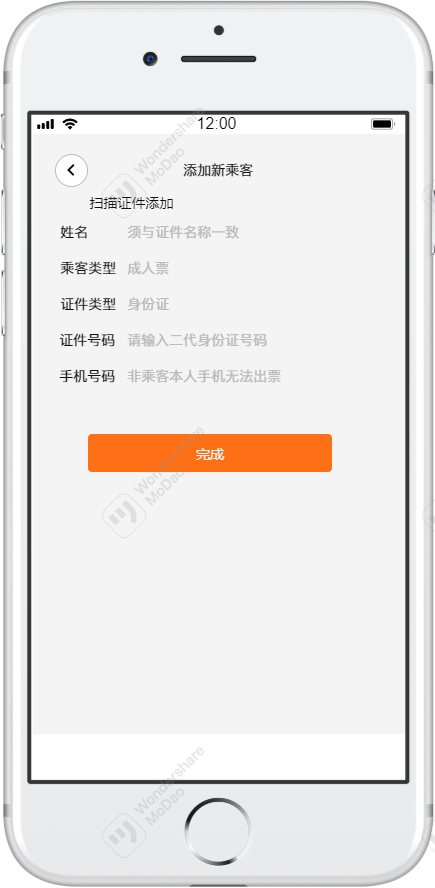 12:00
添加新乘客
扫描证件添加
姓名 须与证件名称一致
乘客类型 成人票
证件类型 身份证
证件号码 请输入二代身份证号码
手机号码 非乘客本人手机无法出票
完成
Wondershare
MoDao
Wondershare
MoDao
Wondershare
MoDao